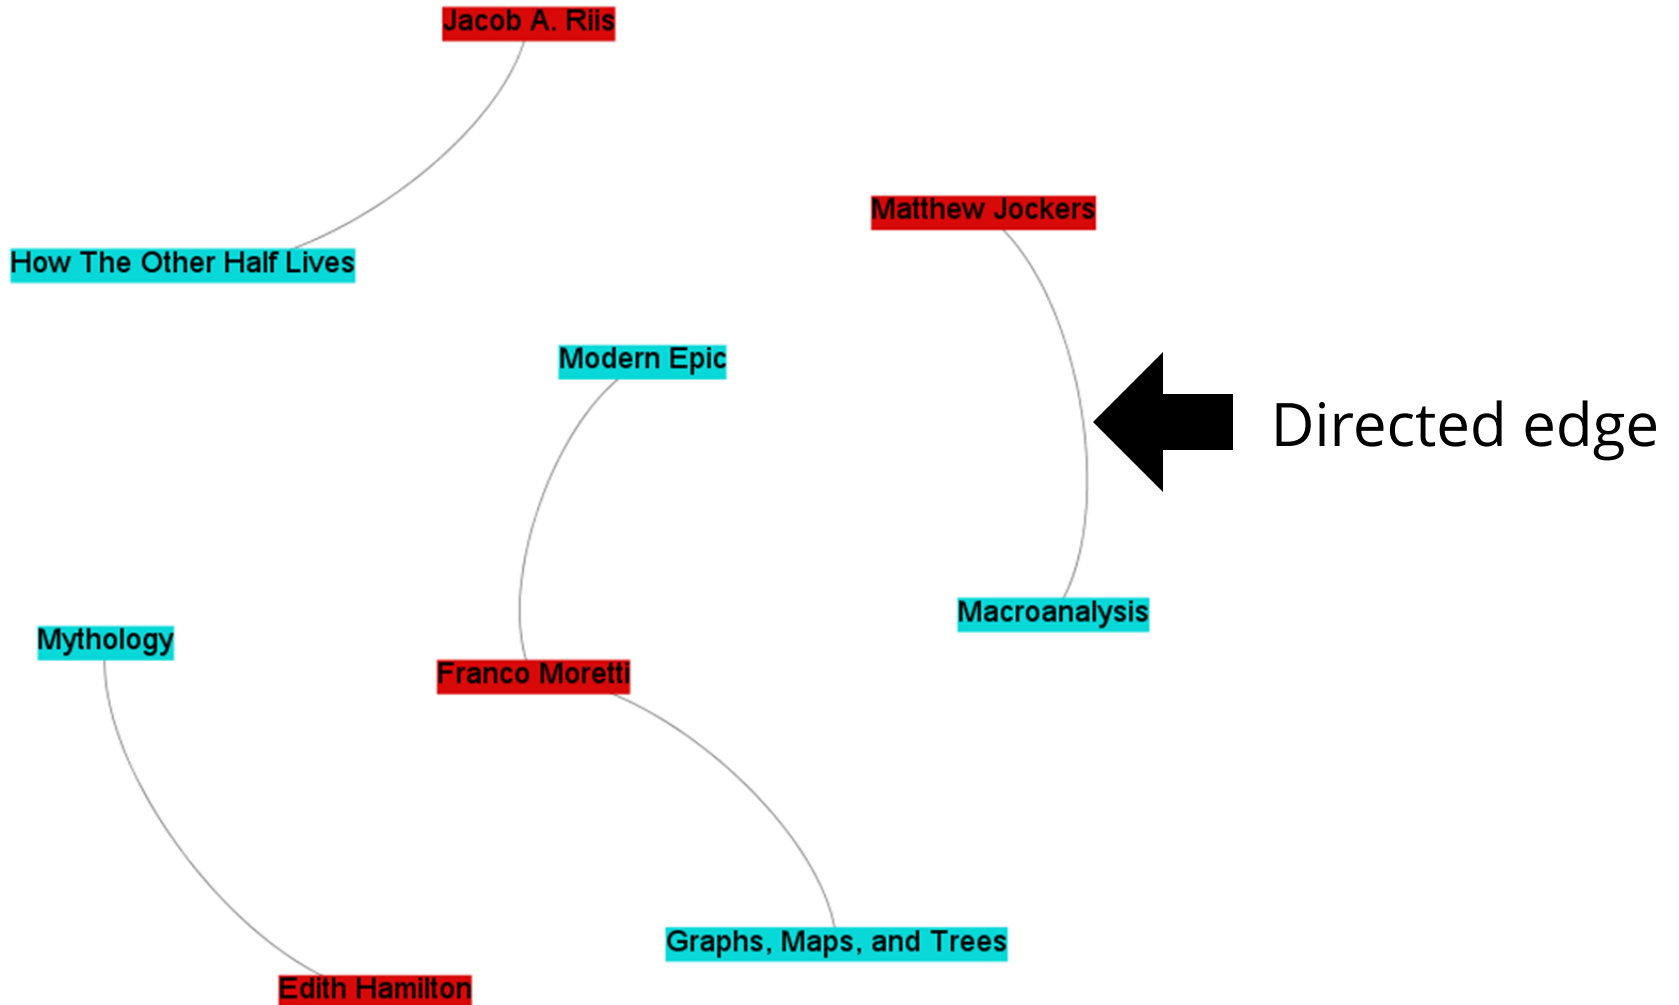 Jacob A. Riis
Matthew Jockers
How The Other Half Lives
Modern Epic
Directed edge
Macroanalysis
Mythology
Franco Moretti
Graphs, Maps, and Trees
Edith Hamilton